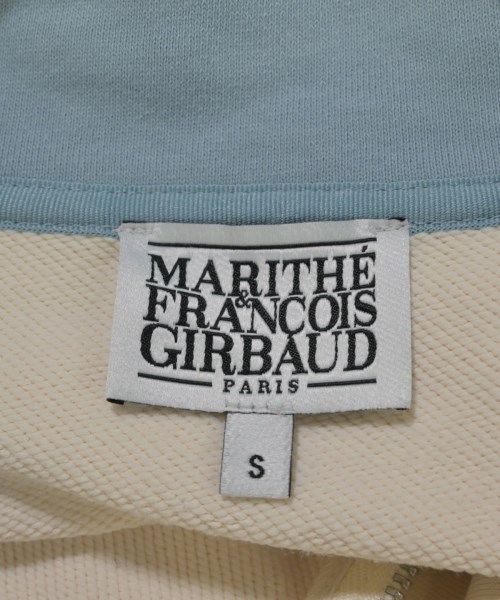 MARITHÉ
&
FRANÇOIS
GIRBAUD
PARIS
S